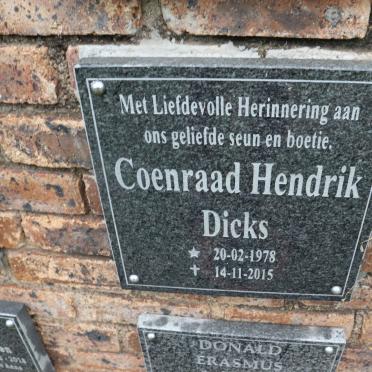 Met Liefdevolle Herinnering aan
ons geliefde seun en boetie,
Coenraad Hendrik
Dicks
★ 20-02-1978
✝ 14-11-2015
DONALD
ERASMUS